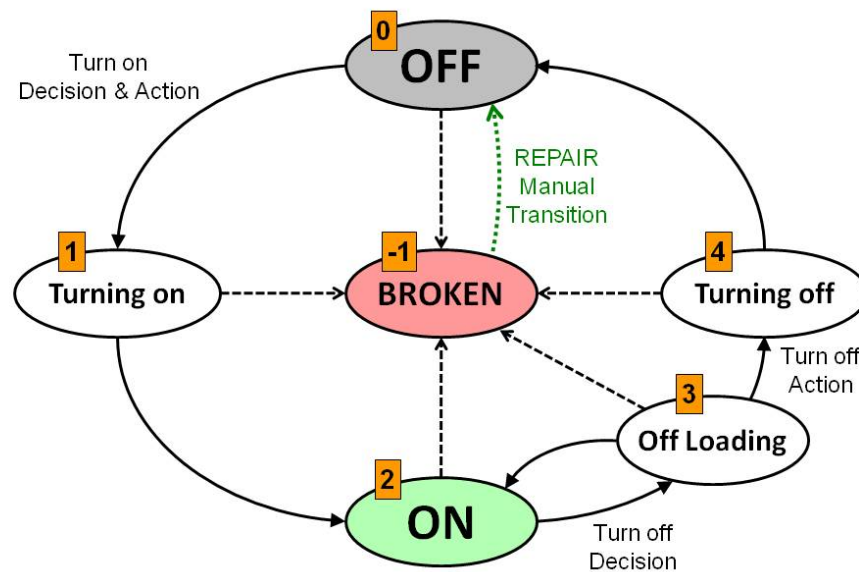 0
OFF
Turn on
Decision & Action
REPAIR
Manual
Transition
1
Turning on
-1
BROKEN
4
Turning off
Turn off
Action
3
Off Loading
2
ON
Turn off
Decision